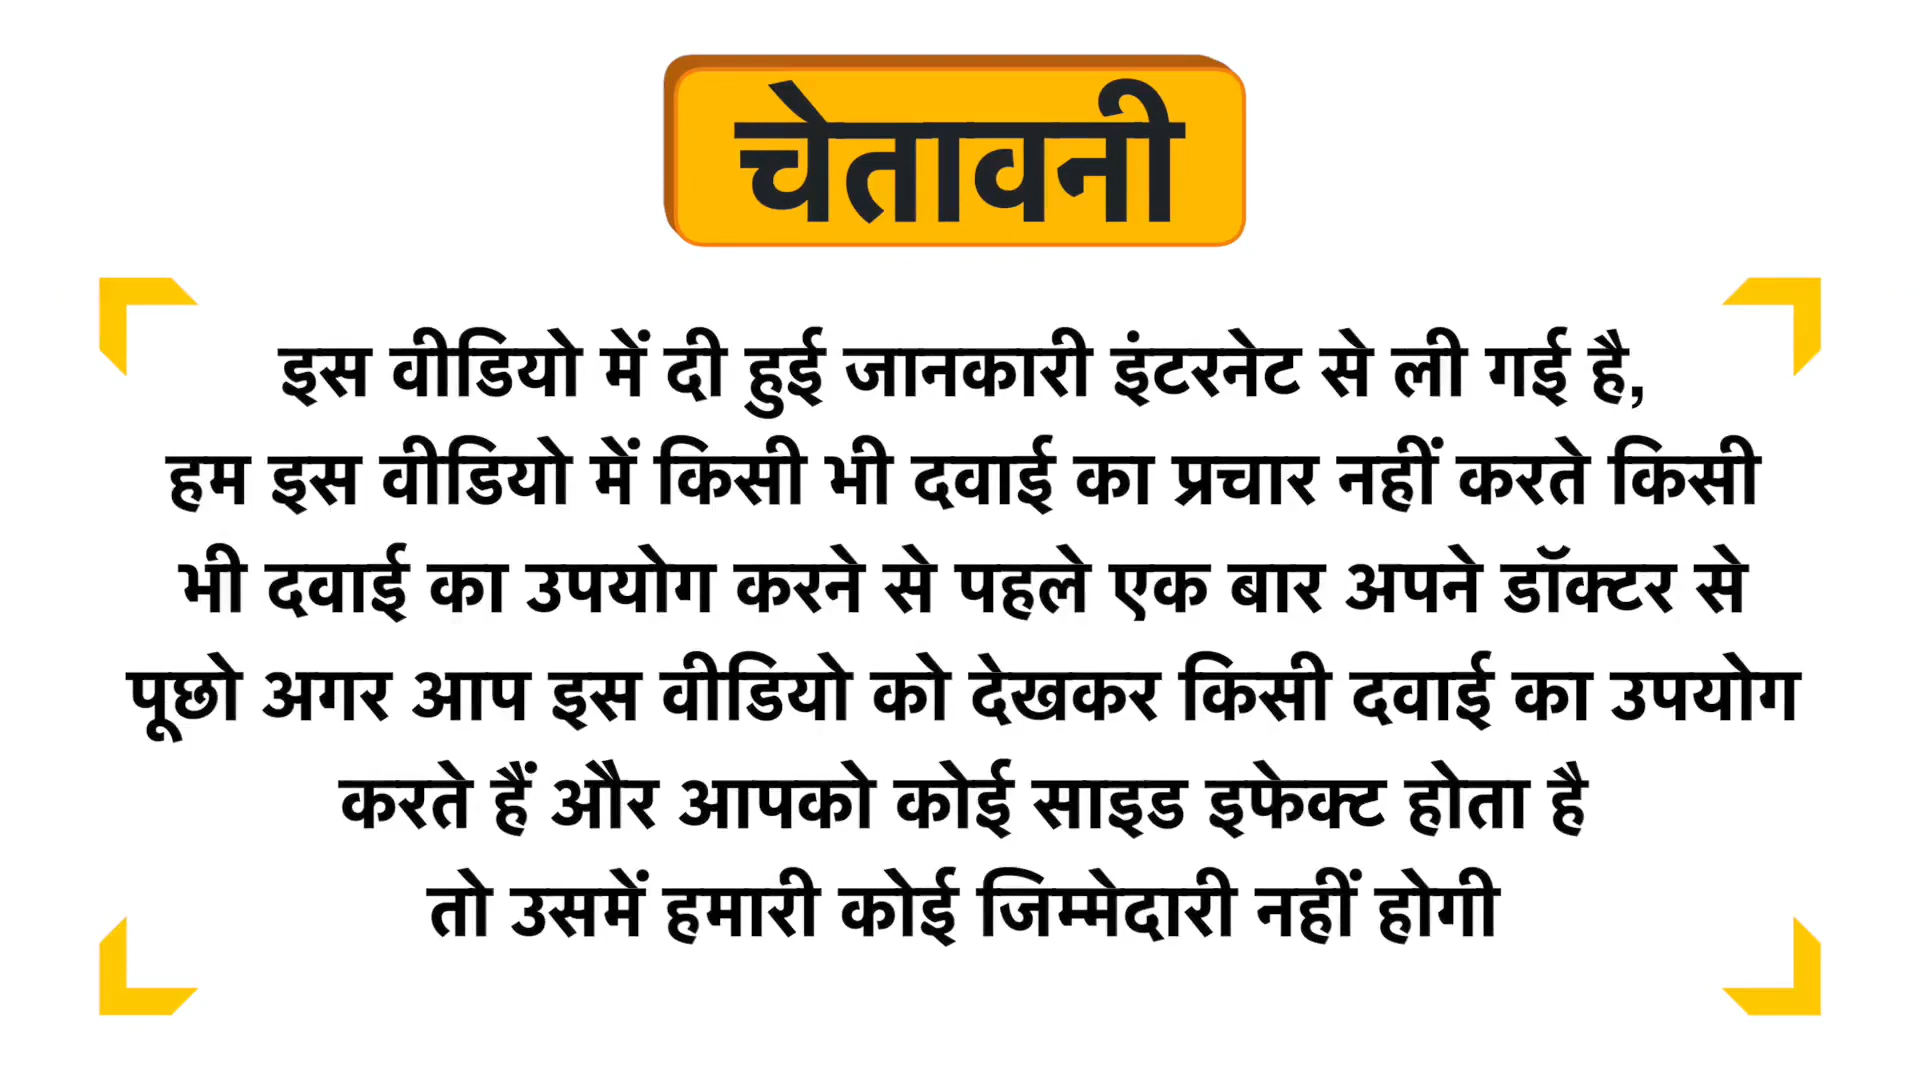 चेतावनी
इस वीडियो में दी हुई जानकारी इंटरनेट से ली गई है,
हम इस वीडियो में किसी भी दवाई का प्रचार नहीं करते किसी
भी दवाई का उपयोग करने से पहले एक बार अपने डॉक्टर से
पूछो अगर आप इस वीडियो को देखकर किसी दवाई का उपयोग
करते हैं और आपको कोई साइड इफेक्ट होता है
तो उसमें हमारी कोई जिम्मेदारी नहीं होगी